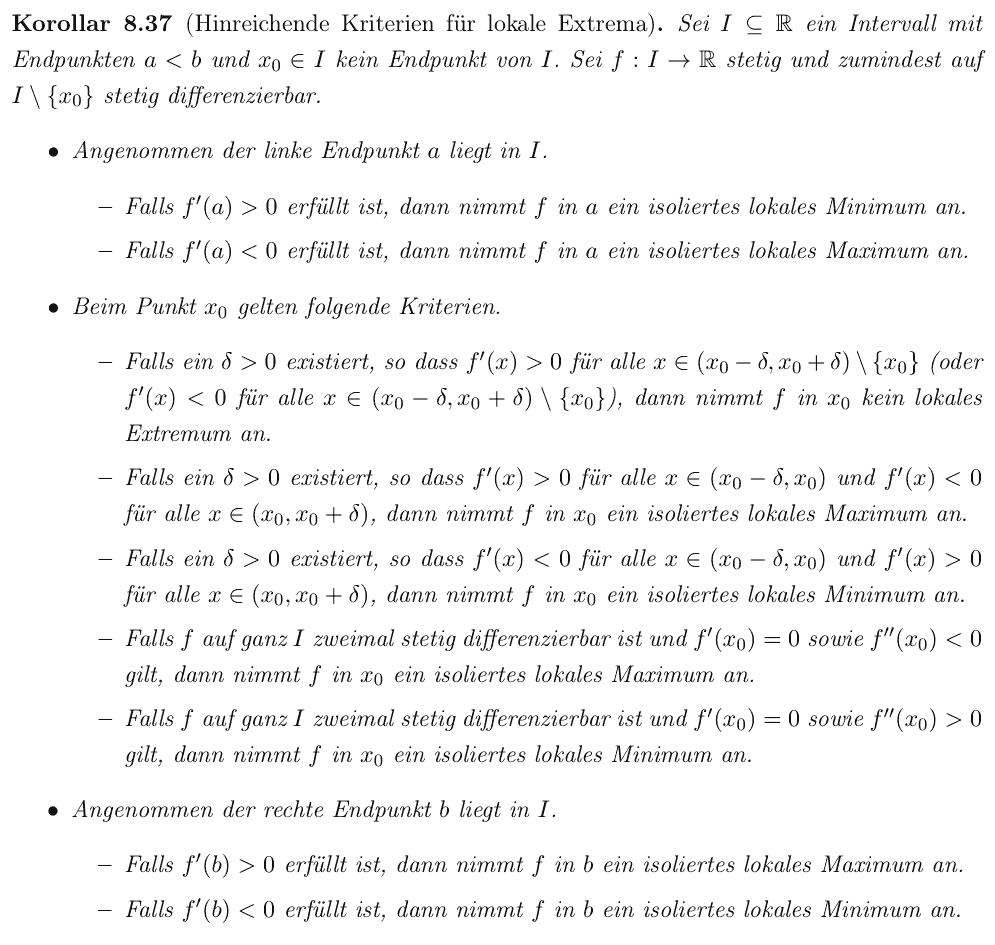 Korollar 8.37 (Hinreichende Kriterien für lokale Extrema). Sei I ⊆ ℝ ein Intervall mit
Endpunkten a < b und x₀ ∈ I kein Endpunkt von I. Sei f : I → ℝ stetig und zumindest auf
I \ {x₀} stetig differenzierbar.
• Angenommen der linke Endpunkt a liegt in I.
– Falls f′(a) > 0 erfüllt ist, dann nimmt f in a ein isoliertes lokales Minimum an.
– Falls f′(a) < 0 erfüllt ist, dann nimmt f in a ein isoliertes lokales Maximum an.
• Beim Punkt x₀ gelten folgende Kriterien.
– Falls ein δ > 0 existiert, so dass f′(x) > 0 für alle x ∈ (x₀ − δ, x₀ + δ) \ {x₀} (oder
f′(x) < 0 für alle x ∈ (x₀ − δ, x₀ + δ) \ {x₀}), dann nimmt f in x₀ kein lokales
Extremum an.
– Falls ein δ > 0 existiert, so dass f′(x) > 0 für alle x ∈ (x₀ − δ, x₀) und f′(x) < 0
für alle x ∈ (x₀, x₀ + δ), dann nimmt f in x₀ ein isoliertes lokales Maximum an.
– Falls ein δ > 0 existiert, so dass f′(x) < 0 für alle x ∈ (x₀ − δ, x₀) und f′(x) > 0
für alle x ∈ (x₀, x₀ + δ), dann nimmt f in x₀ ein isoliertes lokales Minimum an.
– Falls f auf ganz I zweimal stetig differenzierbar ist und f′(x₀) = 0 sowie f″(x₀) < 0
gilt, dann nimmt f in x₀ ein isoliertes lokales Maximum an.
– Falls f auf ganz I zweimal stetig differenzierbar ist und f′(x₀) = 0 sowie f″(x₀) > 0
gilt, dann nimmt f in x₀ ein isoliertes lokales Minimum an.
• Angenommen der rechte Endpunkt b liegt in I.
– Falls f′(b) > 0 erfüllt ist, dann nimmt f in b ein isoliertes lokales Maximum an.
– Falls f′(b) < 0 erfüllt ist, dann nimmt f in b ein isoliertes lokales Minimum an.